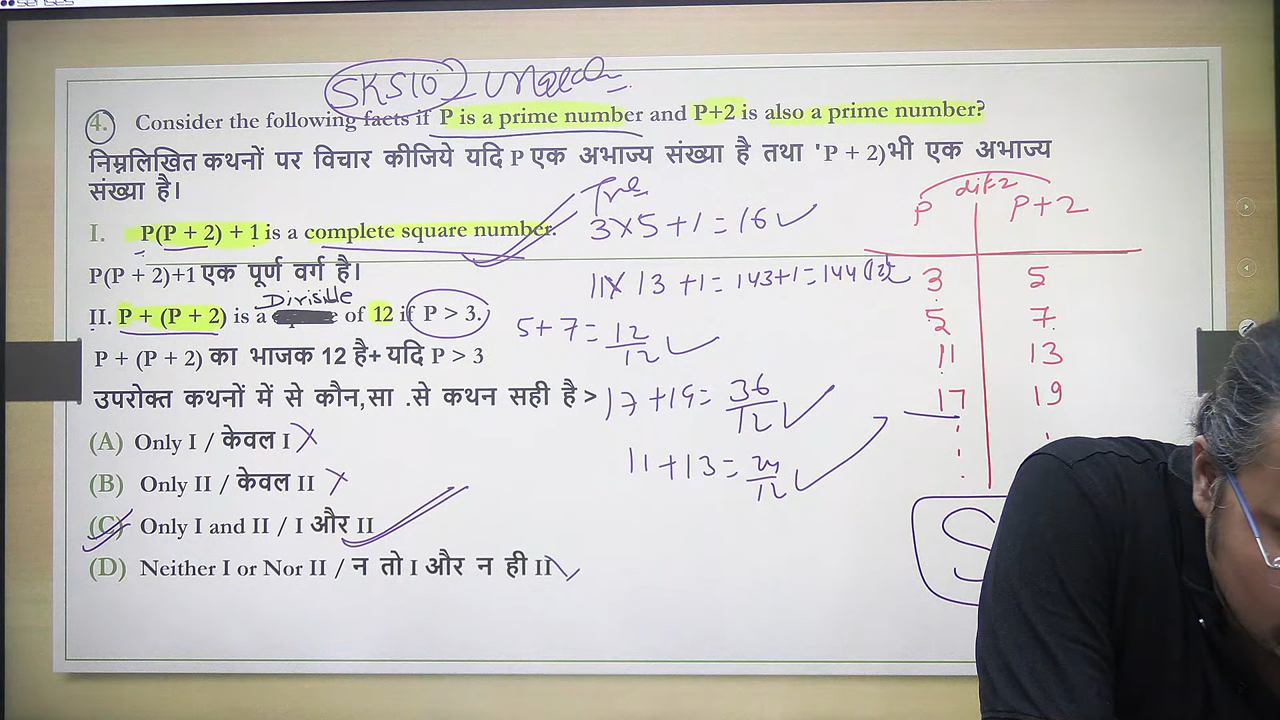 SKS10
4. Consider the following facts if P is a prime number and P+2 is also a prime number?
निम्नलिखित कथनों पर विचार कीजिये यदि P एक अभाज्य संख्या है तथा 'P + 2) भी एक अभाज्य
संख्या है।
True
I. P(P + 2) + 1 is a complete square number.
3×5+1=16
P(P + 2)+1 एक पूर्ण वर्ग है।
11×13+1=143+1=144
Divisible
II. P + (P + 2) is a of 12 if P > 3.
5+7=12/12
P + (P + 2) का भाजक 12 है+ यदि P > 3
उपरोक्त कथनों में से कौन,सा .से कथन सही है >
17+19=36/12
(A) Only I / केवल I
11+13=24/12
(B) Only II / केवल II
(C) Only I and II / I और II
(D) Neither I or Nor II / न तो I और न ही II
P P+2
3 5
5 7
11 13
17 19
S